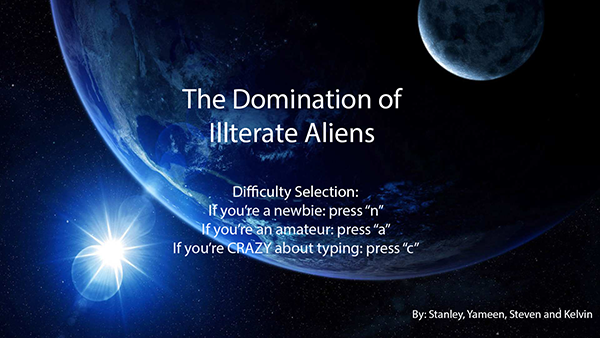 The Domination of
Illterate Aliens
Difficulty Selection:
If you're a newbie: press “n”
If you're an amateur: press “a”
If you're CRAZY about typing: press “c”
By: Stanley, Yameen, Steven and Kelvin